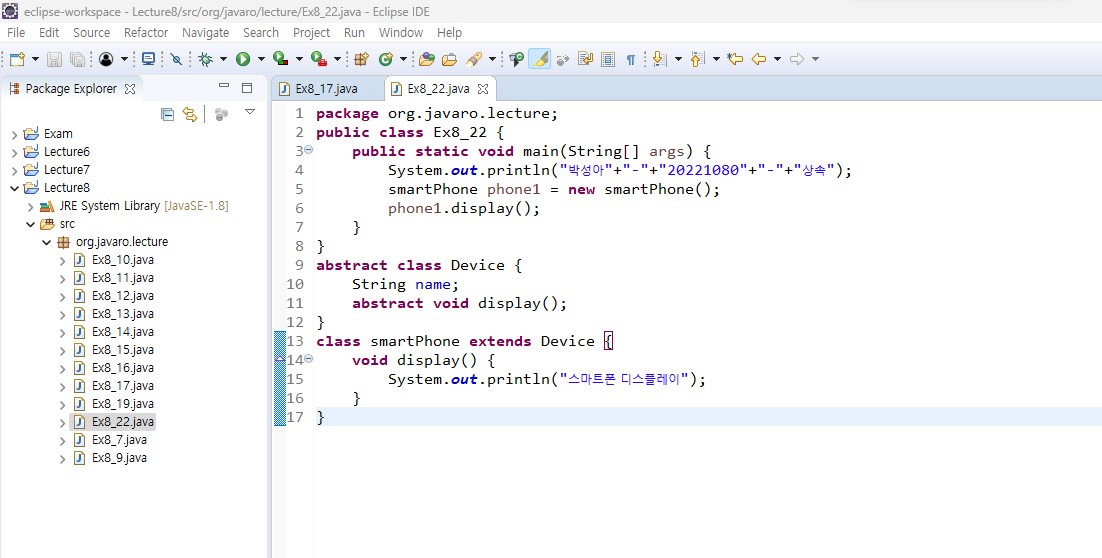 eclipse-workspace - Lecture8/src/org/javaro/lecture/Ex8_22.java - Eclipse IDE
File Edit Source Refactor Navigate Search Project Run Window Help
Package Explorer
Exam
Lecture6
Lecture7
Lecture8
JRE System Library [JavaSE-1.8]
src
org.javaro.lecture
Ex8_10.java
Ex8_11.java
Ex8_12.java
Ex8_13.java
Ex8_14.java
Ex8_15.java
Ex8_16.java
Ex8_17.java
Ex8_19.java
Ex8_22.java
Ex8_7.java
Ex8_9.java
Ex8_17.java Ex8_22.java
1 package org.javaro.lecture;
2 public class Ex8_22 {
3 public static void main(String[] args) {
4 System.out.println("박성아"+"-"+"20221080"+"-"+"상속");
5 smartPhone phone1 = new smartPhone();
6 phone1.display();
7 }
8 }
9 abstract class Device {
10 String name;
11 abstract void display();
12 }
13 class smartPhone extends Device {
14 void display() {
15 System.out.println("스마트폰 디스플레이");
16 }
17 }